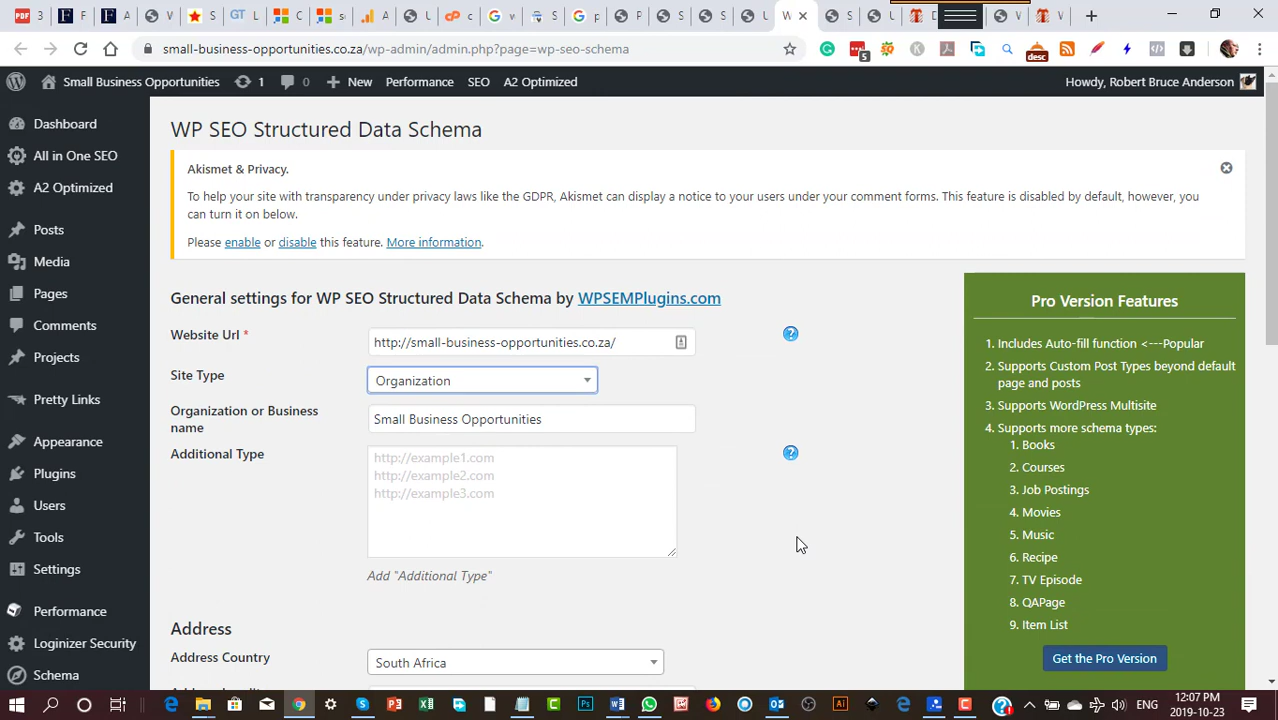 small-business-opportunities.co.za/wp-admin/admin.php?page=wp-seo-schema
5
desc
Small Business Opportunities
1
0
New
Performance
SEO
A2 Optimized
Howdy, Robert Bruce Anderson
Dashboard
All in One SEO
A2 Optimized
Posts
Media
Pages
Comments
Projects
Pretty Links
Appearance
Plugins
Users
Tools
Settings
Performance
Loginizer Security
Schema
WP SEO Structured Data Schema
Akismet & Privacy.
To help your site with transparency under privacy laws like the GDPR, Akismet can display a notice to your users under your comment forms. This feature is disabled by default, however, you
can turn it on below.
Please enable or disable this feature. More information.
General settings for WP SEO Structured Data Schema by WPSEMPlugins.com
Website Url *
http://small-business-opportunities.co.za/
Site Type
Organization
Organization or Business
name
Small Business Opportunities
Additional Type
http://example1.com
http://example2.com
http://example3.com
Add "Additional Type"
Address
Address Country
South Africa
Pro Version Features
1. Includes Auto-fill function <---Popular
2. Supports Custom Post Types beyond default
page and posts
3. Supports WordPress Multisite
4. Supports more schema types:
1. Books
2. Courses
3. Job Postings
4. Movies
5. Music
6. Recipe
7. TV Episode
8. QAPage
9. Item List
Get the Pro Version
ENG
12:07 PM
2019-10-23